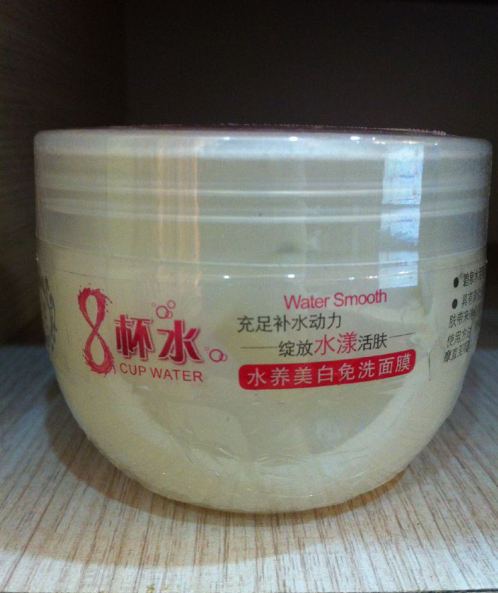 8杯水
CUP WATER
Water Smooth
充足补水动力
绽放水漾活肤
水养美白免洗面膜